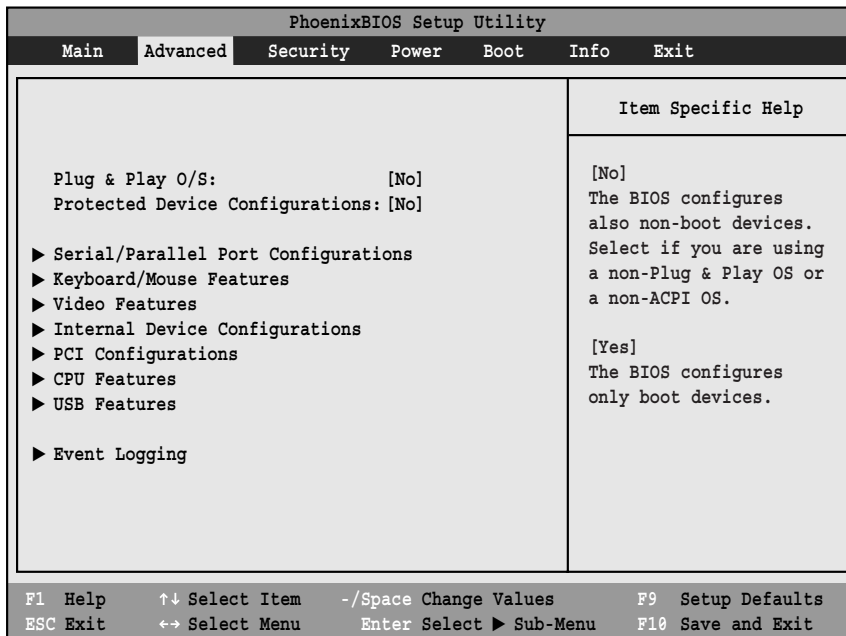 PhoenixBIOS Setup Utility
Main Advanced Security Power Boot Info Exit
Item Specific Help
Plug & Play O/S: [No]
Protected Device Configurations: [No]
▶ Serial/Parallel Port Configurations
▶ Keyboard/Mouse Features
▶ Video Features
▶ Internal Device Configurations
▶ PCI Configurations
▶ CPU Features
▶ USB Features
▶ Event Logging
[No]
The BIOS configures
also non-boot devices.
Select if you are using
a non-Plug & Play OS or
a non-ACPI OS.
[Yes]
The BIOS configures
only boot devices.
F1 Help ↑↓ Select Item -/Space Change Values F9 Setup Defaults
ESC Exit ←→ Select Menu Enter Select ▶ Sub-Menu F10 Save and Exit